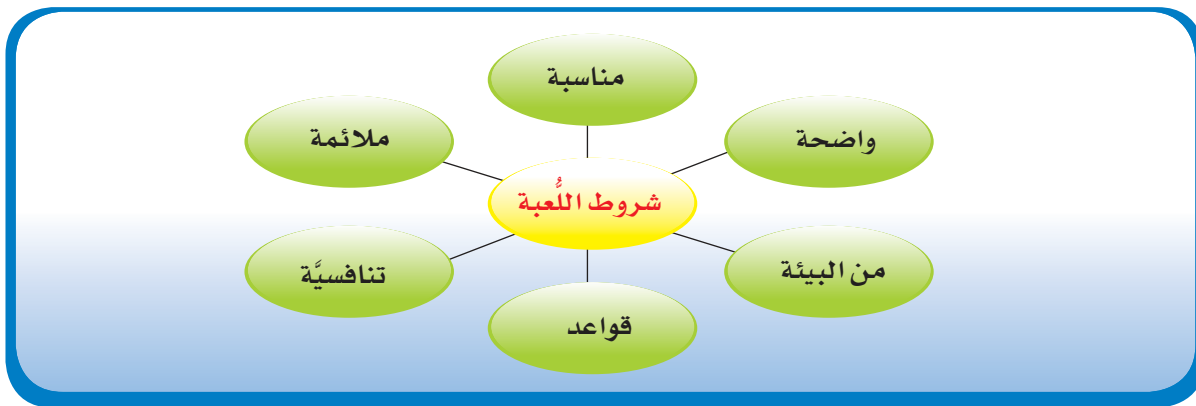 مناسبة
واضحة
ملائمة
شروط اللُّعبة
من البيئة
تنافسيَّة
قواعد